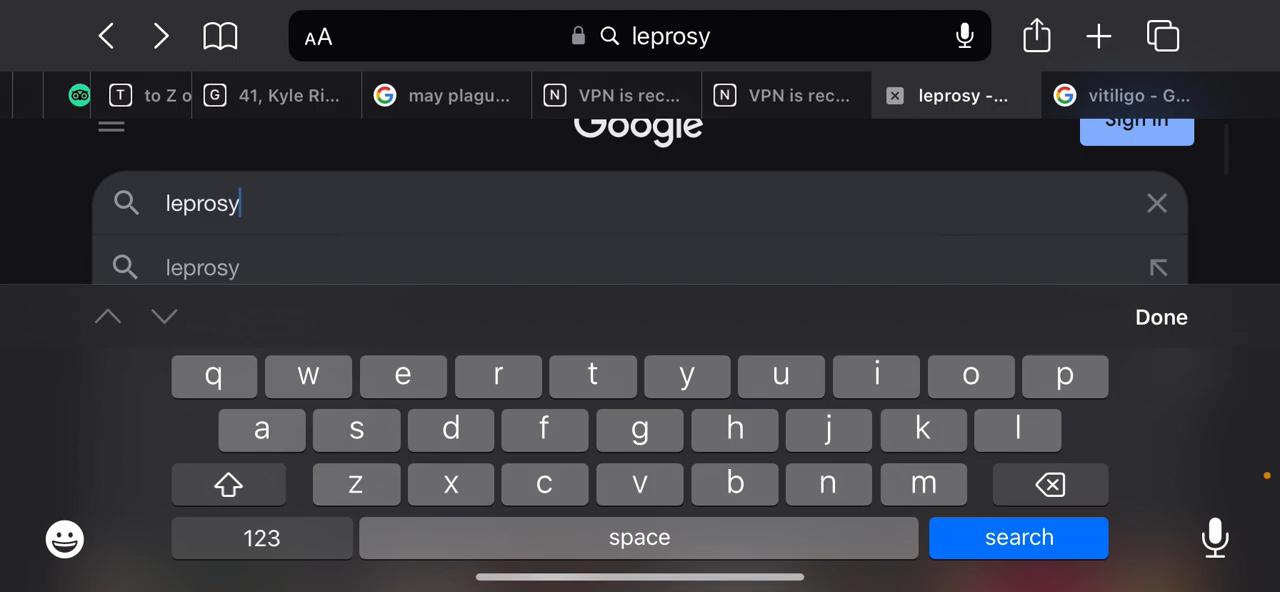 AA leprosy
T to Z o G 41, Kyle Ri... G may plagu... N VPN is rec... N VPN is rec... leprosy -... G vitiligo - G...
Google Sign in
leprosy
leprosy
Done
q w e r t y u i o p
a s d f g h j k l
z x c v b n m
123 space search